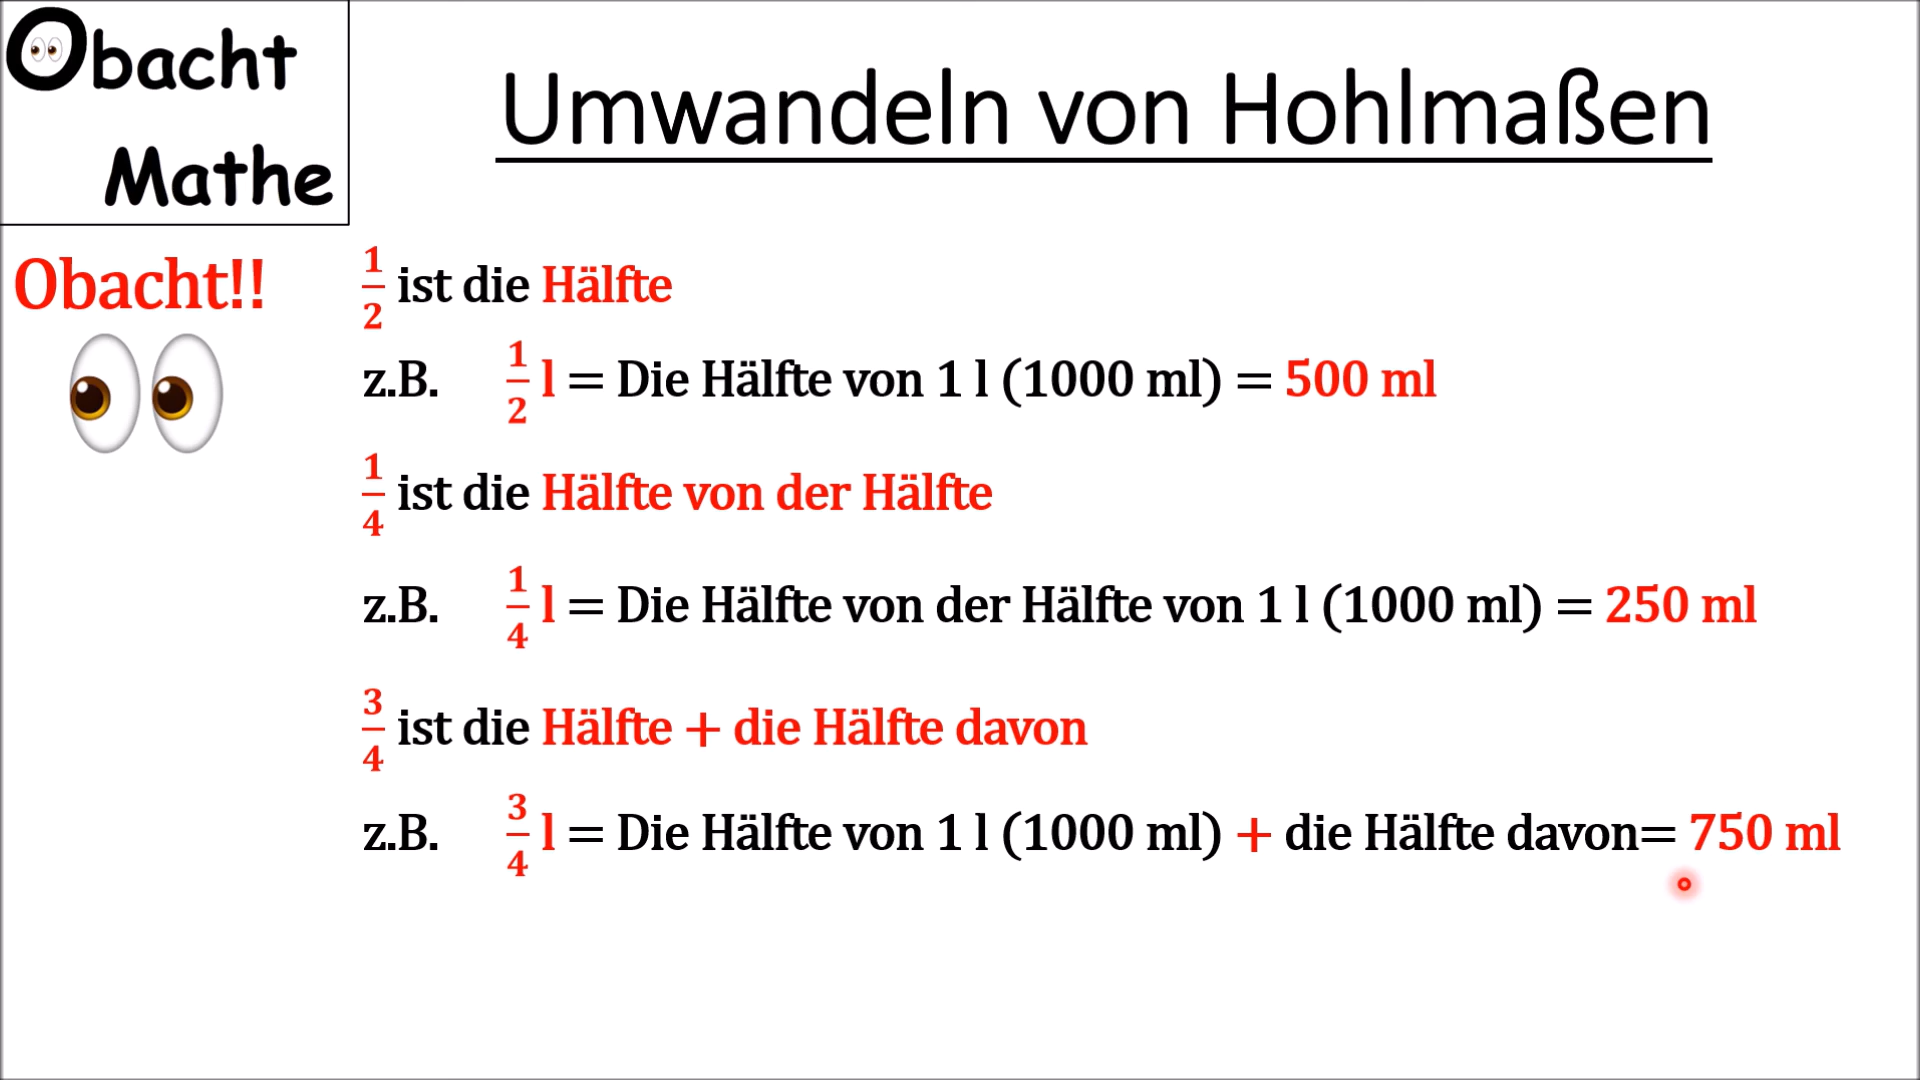 Obacht
Mathe
Umwandeln von Hohlmaßen
Obacht!!
1/2 ist die Hälfte
z.B. 1/2 l = Die Hälfte von 1 l (1000 ml) = 500 ml
1/4 ist die Hälfte von der Hälfte
z.B. 1/4 l = Die Hälfte von der Hälfte von 1 l (1000 ml) = 250 ml
3/4 ist die Hälfte + die Hälfte davon
z.B. 3/4 l = Die Hälfte von 1 l (1000 ml) + die Hälfte davon= 750 ml